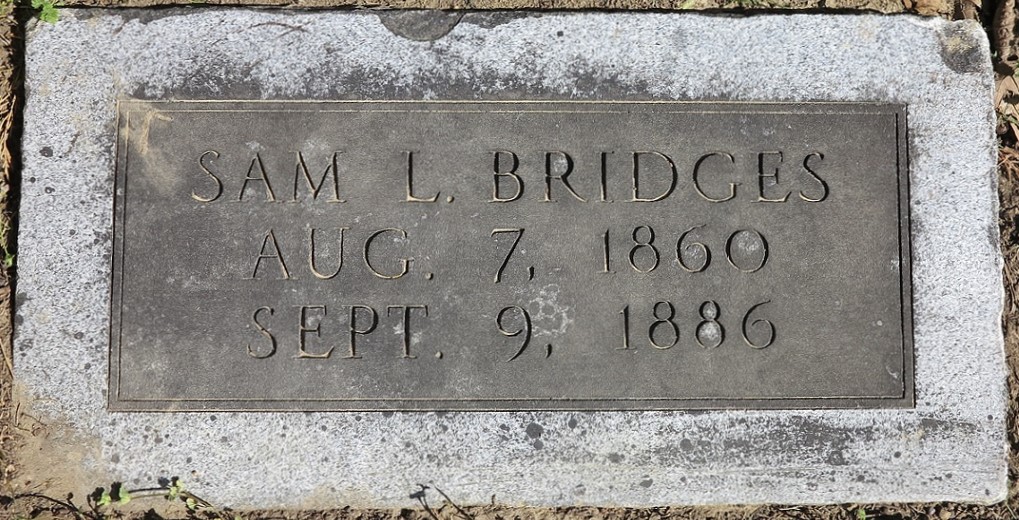 SAM L. BRIDGES
AUG. 7, 1860
SEPT. 9, 1886